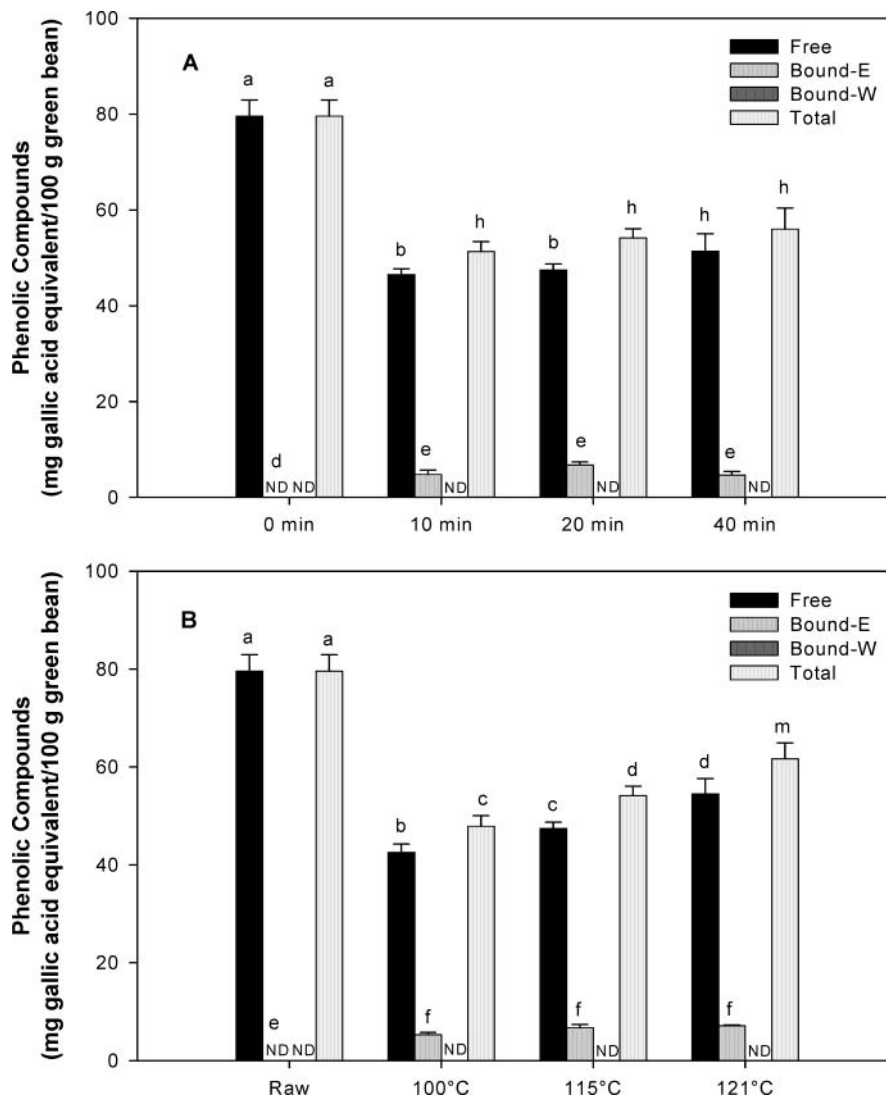 100
80
60
40
20
0
Phenolic Compounds
(mg gallic acid equivalent/100 g green bean)
A
Free
Bound-E
Bound-W
Total
a a
b h
b h
h h
d e e e
ND ND ND ND ND
0 min 10 min 20 min 40 min
100
80
60
40
20
0
Phenolic Compounds
(mg gallic acid equivalent/100 g green bean)
B
Free
Bound-E
Bound-W
Total
a a
b c
c d
d m
e f f f
ND ND ND ND ND
Raw 100°C 115°C 121°C